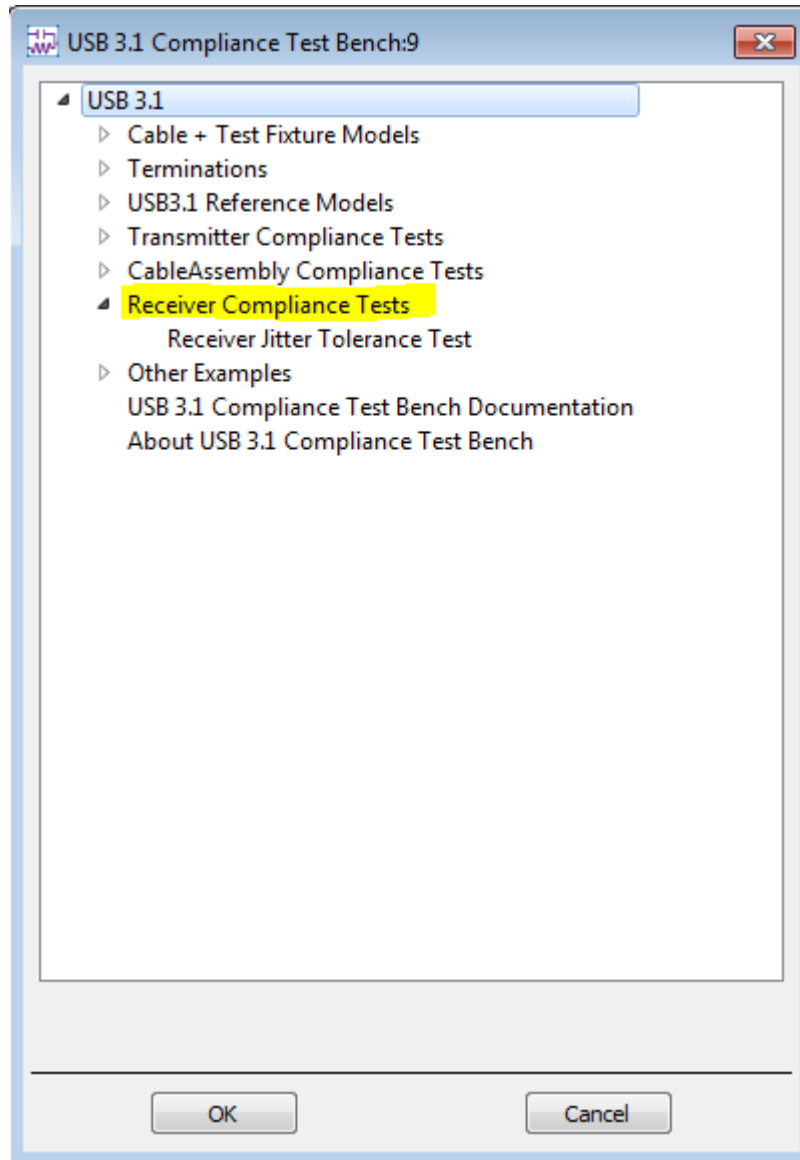 USB 3.1 Compliance Test Bench:9
USB 3.1
Cable + Test Fixture Models
Terminations
USB3.1 Reference Models
Transmitter Compliance Tests
CableAssembly Compliance Tests
Receiver Compliance Tests
Receiver Jitter Tolerance Test
Other Examples
USB 3.1 Compliance Test Bench Documentation
About USB 3.1 Compliance Test Bench
OK Cancel